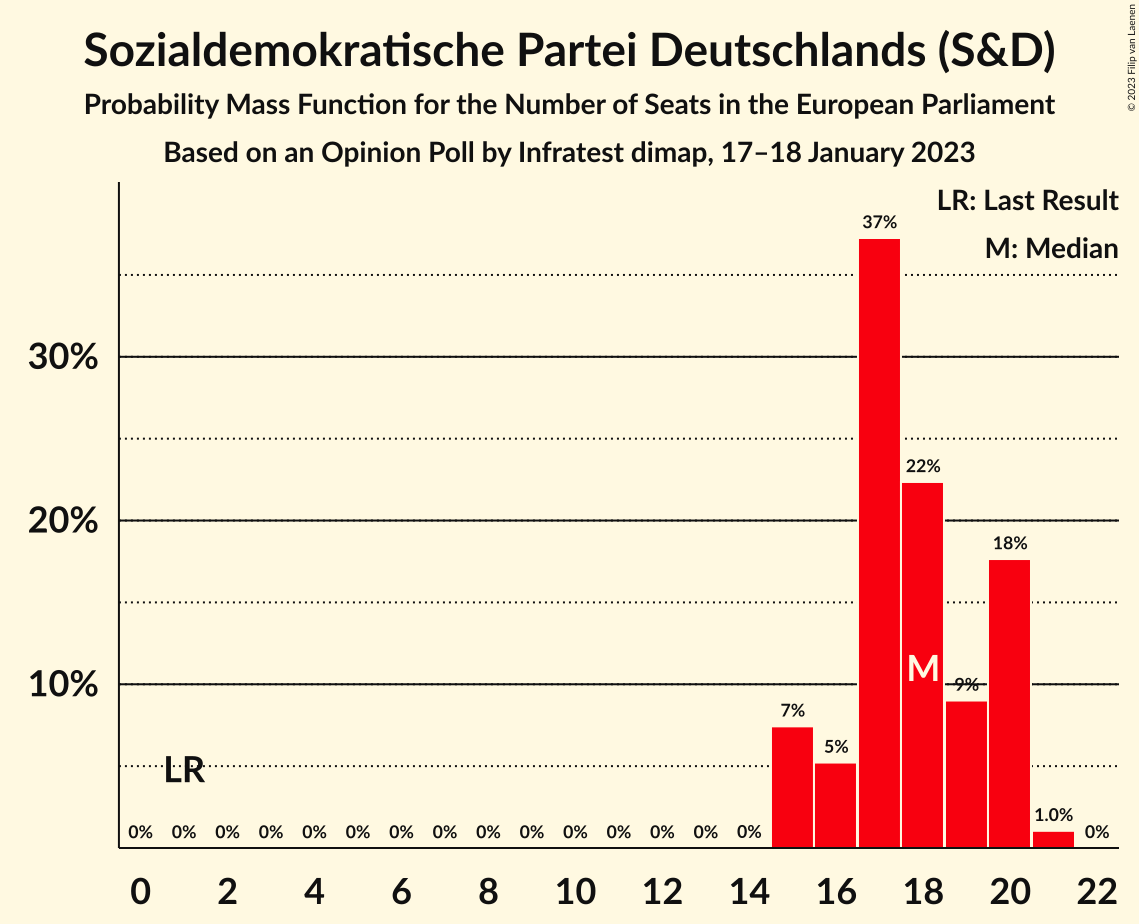 Sozialdemokratische Partei Deutschlands (S&D)
Probability Mass Function for the Number of Seats in the European Parliament
Based on an Opinion Poll by Infratest dimap, 17–18 January 2023
© 2023 Filip van Laenen
LR: Last Result
M: Median
37%
30%
22%
20%
18%
M
10%
9%
7%
5%
LR
1.0%
0% 0% 0% 0% 0% 0% 0% 0% 0% 0% 0% 0% 0% 0% 0% 0%
0 2 4 6 8 10 12 14 16 18 20 22